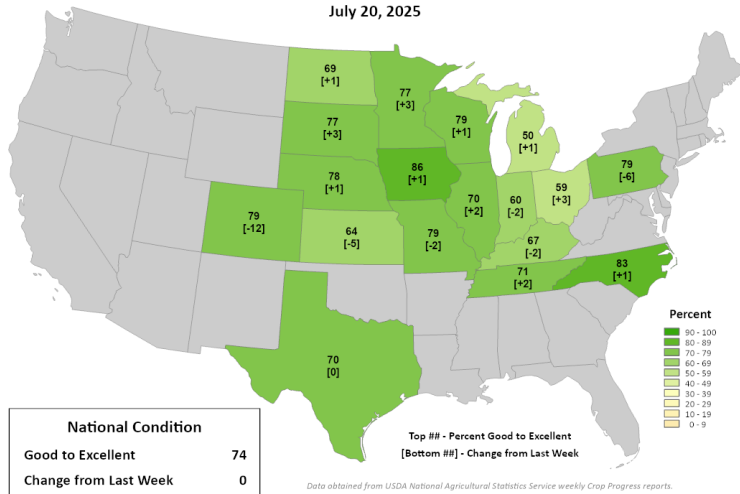 July 20, 2025
69
[+1]
77
[+3]
79
[+1]
50
[+1]
77
[+3]
86
[+1]
79
[-6]
78
[+1]
70
[+2]
60
[-2]
59
[+3]
79
[-12]
64
[-5]
79
[-2]
67
[-2]
71
[+2]
83
[+1]
70
[0]
Percent
90 - 100
80 - 89
70 - 79
60 - 69
50 - 59
40 - 49
30 - 39
20 - 29
10 - 19
0 - 9
National Condition
Good to Excellent 74
Change from Last Week 0
Top ## - Percent Good to Excellent
[Bottom ##] - Change from Last Week
Data obtained from USDA National Agricultural Statistics Service weekly Crop Progress reports.